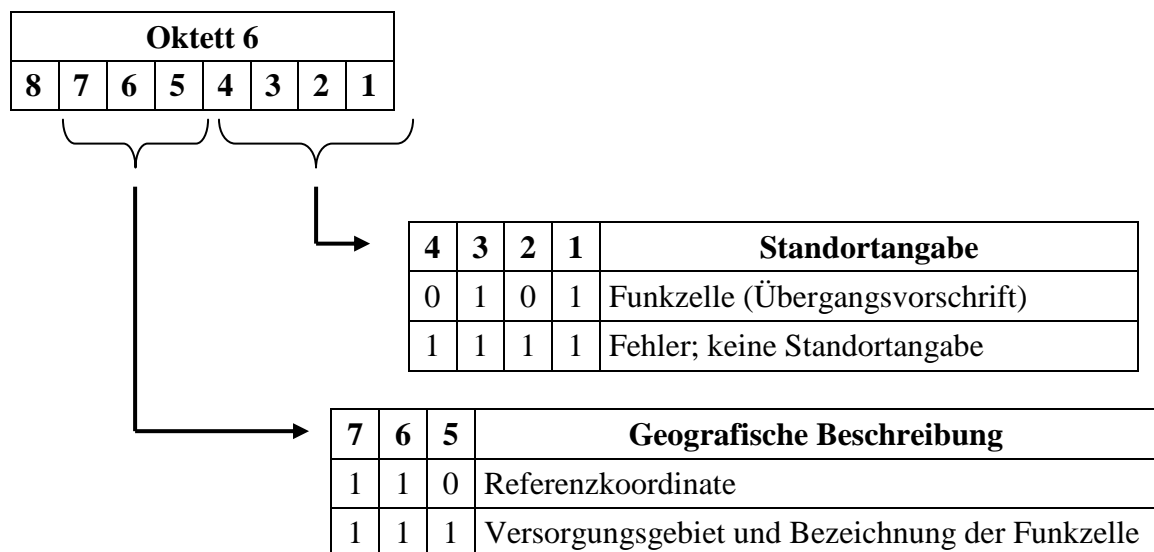 Oktett 6
8 7 6 5 4 3 2 1
4 3 2 1 Standortangabe
0 1 0 1 Funkzelle (Übergangsvorschrift)
1 1 1 1 Fehler; keine Standortangabe
7 6 5 Geografische Beschreibung
1 1 0 Referenzkoordinate
1 1 1 Versorgungsgebiet und Bezeichnung der Funkzelle